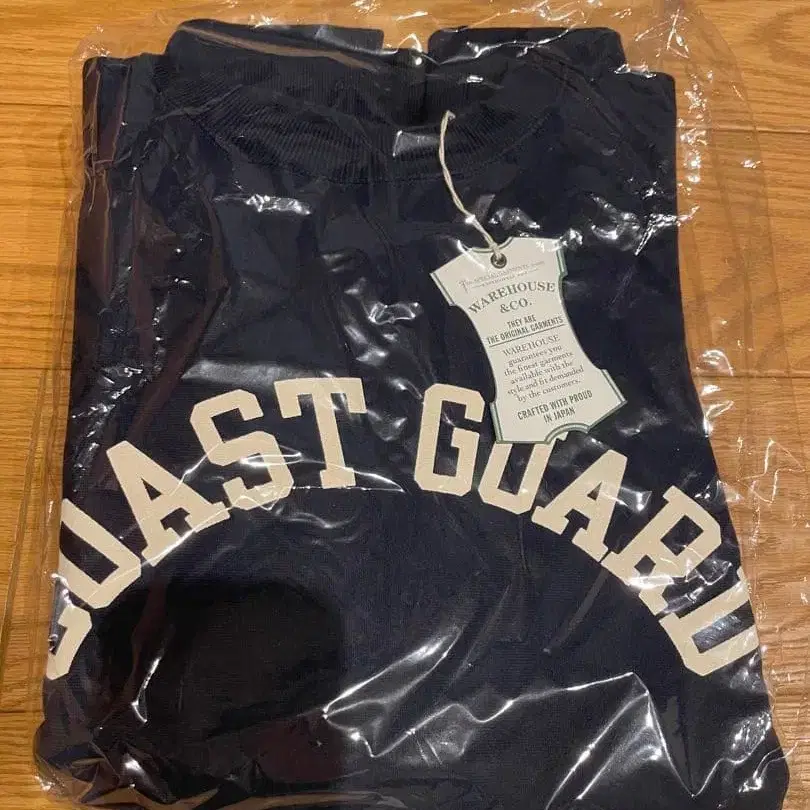 WAREHOUSE
&CO.
THEY ARE
THE ORIGINAL GARMENTS
WAREHOUSE
guarantees you
the finest garments
available with the
style and fit demanded
by the customers.
CRAFTED WITH PROUD
IN JAPAN
COAST GUARD